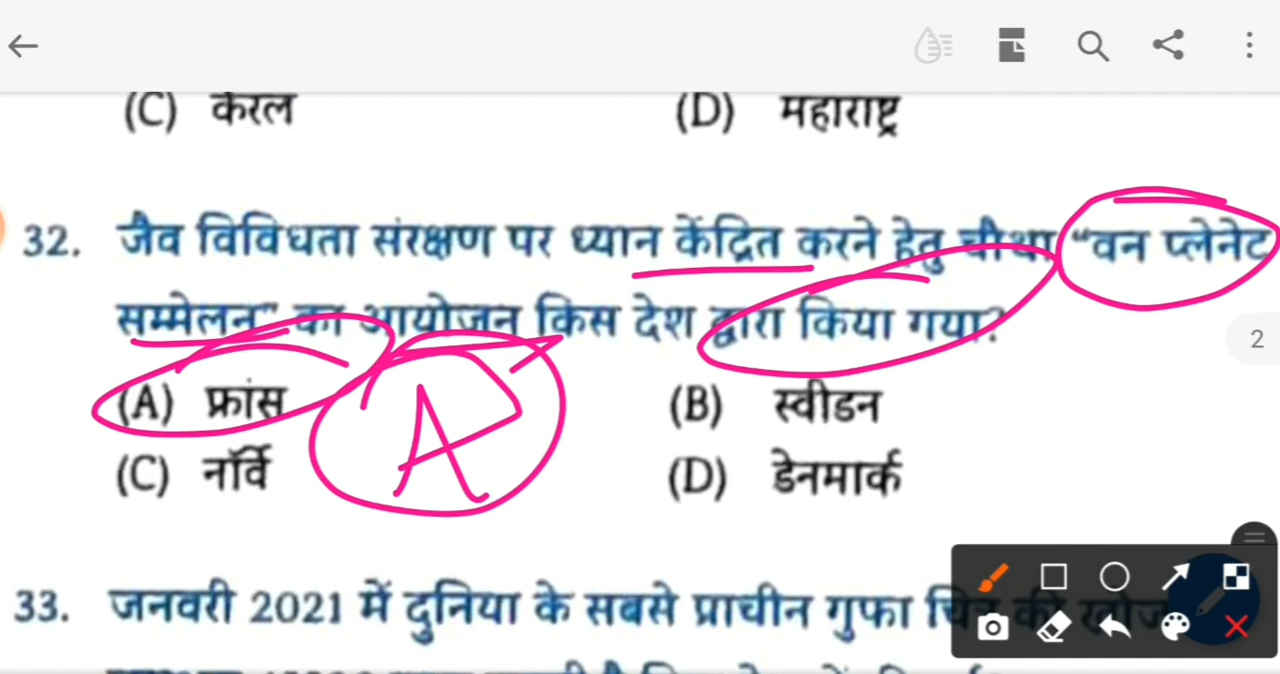 (C) केरल (D) महाराष्ट्र
32. जैव विविधता संरक्षण पर ध्यान केंद्रित करने हेतु चौथा “वन प्लेनेट
सम्मेलन” का आयोजन किस देश द्वारा किया गया?
2
(A) फ्रांस A (B) स्वीडन
(C) नॉर्वे (D) डेनमार्क
33. जनवरी 2021 में दुनिया के सबसे प्राचीन गुफा चित्र की खोज